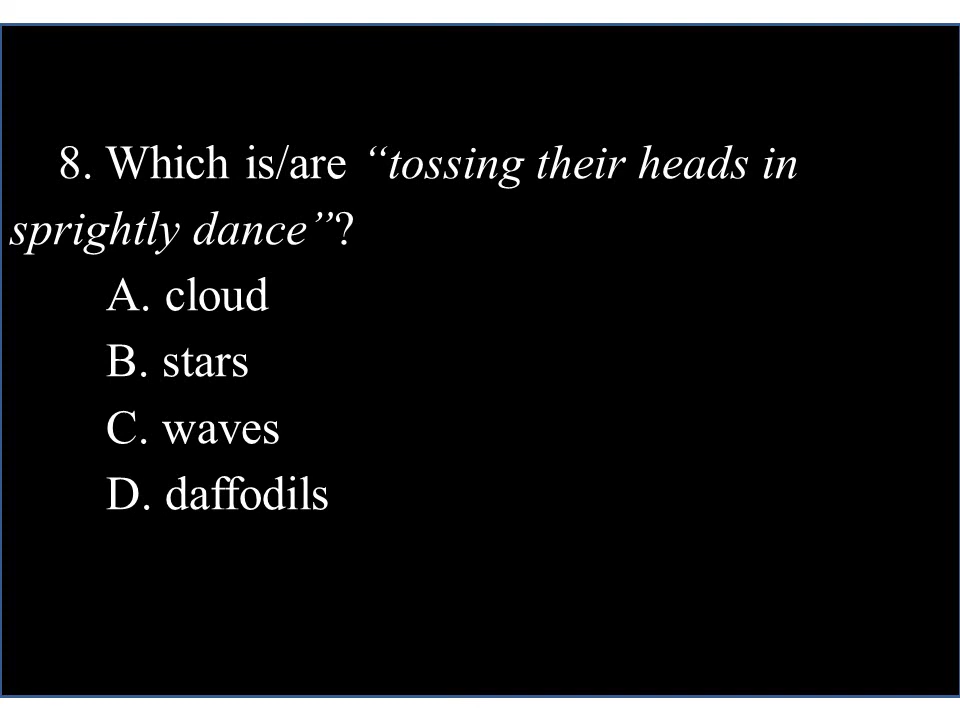 8. Which is/are “tossing their heads in
sprightly dance”?
A. cloud
B. stars
C. waves
D. daffodils